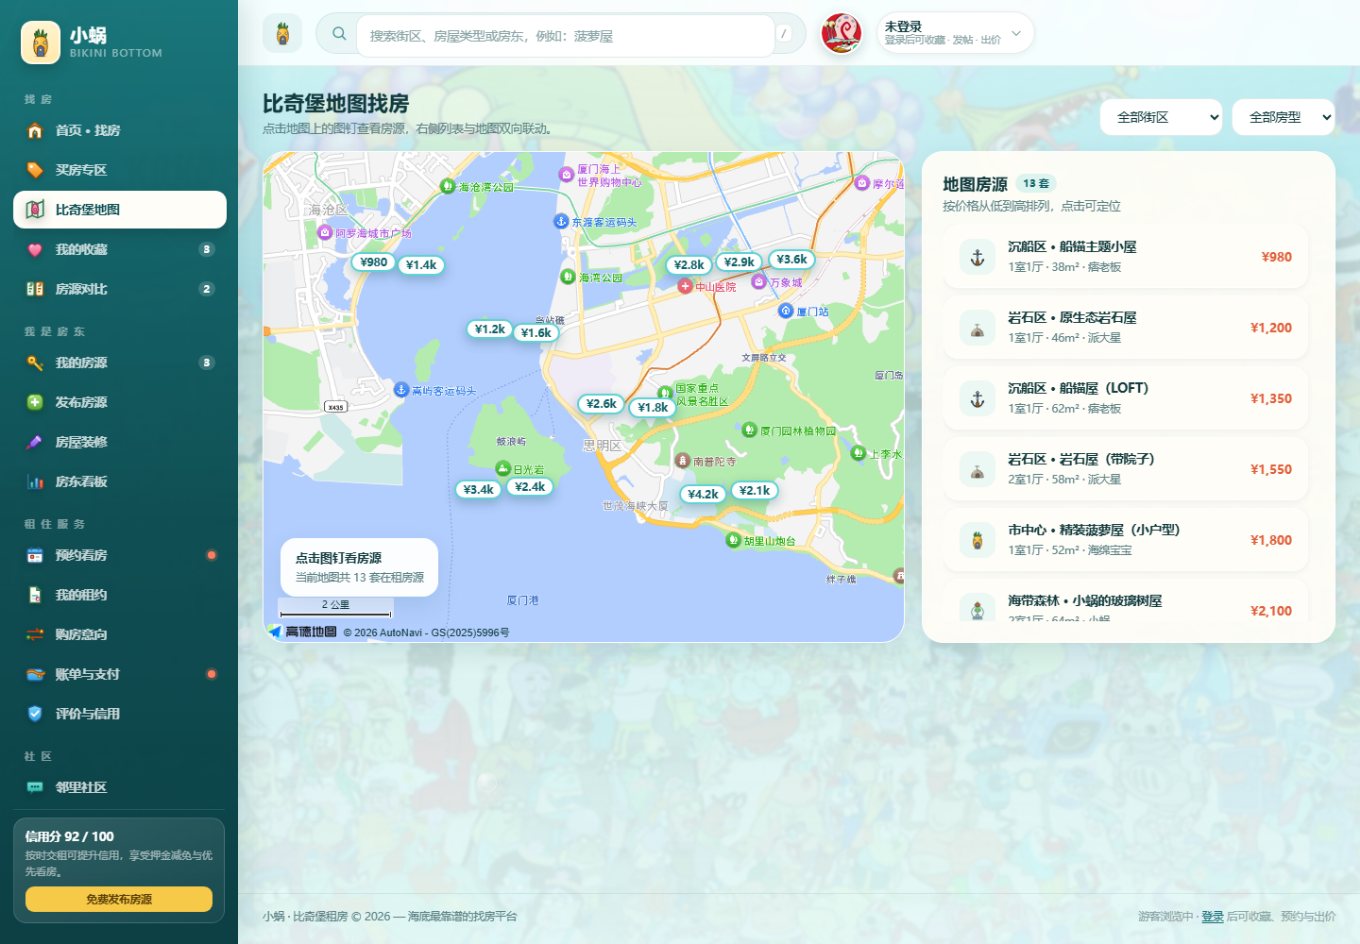 小蜗
BIKINI BOTTOM
找房
首页 • 找房
买房专区
比奇堡地图
我的收藏
3
房源对比
2
我是房东
我的房源
3
发布房源
房屋装修
房东看板
租住服务
预约看房
我的租约
购房意向
账单与支付
评价与信用
社区
邻里社区
信用分 92 / 100
按时交租可提升信用，享受押金减免与优
先看房。
免费发布房源
搜索街区、房屋类型或房东，例如：菠萝屋
/
未登录
登录后可收藏 · 发帖 · 出价
比奇堡地图找房
点击地图上的图钉查看房源，右侧列表与地图双向联动。
全部街区
全部房型
海沧湾公园
厦门海上
世界购物中心
摩尔莲
海沧区
阿罗海城市广场
东渡客运码头
¥980
¥1.4k
海湾公园
¥2.8k
¥2.9k
¥3.6k
中山医院
万象城
厦门站
¥1.2k
¥1.6k
文屏路立交
厦门岛
嵩屿客运码头
X435
国家重点
风景名胜区
¥2.6k
¥1.8k
厦门园林植物园
鼓浪屿
思明区
上李水
日光岩
南普陀寺
¥3.4k
¥2.4k
¥4.2k
¥2.1k
世茂海峡大厦
胡里山炮台
点击图钉看房源
当前地图共 13 套在租房源
2 公里
厦门港
高德地图 © 2026 AutoNavi - GS(2025)5996号
地图房源
13 套
按价格从低到高排列，点击可定位
沉船区 • 船锚主题小屋
1室1厅 · 38m² · 痞老板
¥980
岩石区 • 原生态岩石屋
1室1厅 · 46m² · 派大星
¥1,200
沉船区 • 船锚屋（LOFT）
1室1厅 · 62m² · 痞老板
¥1,350
岩石区 • 岩石屋（带院子）
2室1厅 · 58m² · 派大星
¥1,550
市中心 • 精装菠萝屋（小户型）
1室1厅 · 52m² · 海绵宝宝
¥1,800
海带森林 • 小蜗的玻璃树屋
2室1厅 · 64m² · 小蜗
¥2,100
小蜗 · 比奇堡租房 © 2026 — 海底最靠谱的找房平台
游客浏览中 · 登录 后可收藏、预约与出价